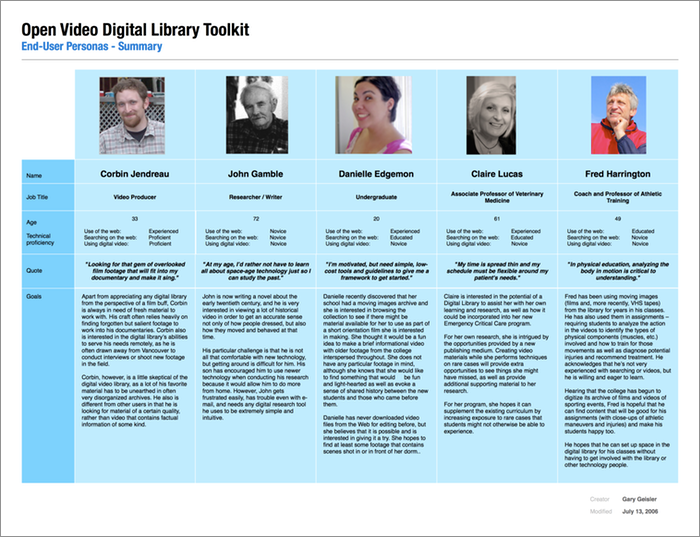 Open Video Digital Library Toolkit
End-User Personas - Summary
Name
Corbin Jendreau
John Gamble
Danielle Edgemon
Claire Lucas
Fred Harrington
Job Title
Video Producer
Researcher / Writer
Undergraduate
Associate Professor of Veterinary
Medicine
Coach and Professor of Athletic
Training
Age
33
72
20
61
49
Technical
proficiency
Use of the web: Experienced
Searching on the web: Proficient
Using digital video: Proficient
Use of the web: Novice
Searching on the web: Novice
Using digital video: Novice
Use of the web: Experienced
Searching on the web: Educated
Using digital video: Novice
Use of the web: Experienced
Searching on the web: Educated
Using digital video: Novice
Use of the web: Educated
Searching on the web: Novice
Using digital video: Novice
Quote
"Looking for that gem of overlooked
film footage that will fit into my
documentary and make it sing."
"At my age, I'd rather not have to learn
all about space-age technology just so I
can study the past."
"I'm motivated, but need simple, low-
cost tools and guidelines to give me a
framework to get started."
"My time is spread thin and my
schedule must be flexible around my
patient's needs."
"In physical education, analyzing the
body in motion is critical to
understanding."
Goals
Apart from appreciating any digital library
from the perspective of a film buff, Corbin
is always in need of fresh material to
work with. His craft often relies heavily on
finding forgotten but salient footage to
work into his documentaries. Corbin also
is interested in the digital library's abilities
to serve his needs remotely, as he is
often drawn away from Vancouver to
conduct interviews or shoot new footage
in the field.
Corbin, however, is a little skeptical of the
digital video library, as a lot of his favorite
material has to be unearthed in often
very disorganized archives. He also is
different from other users in that he is
looking for material of a certain quality,
rather than video that contains factual
information of some kind.
John is now writing a novel about the
early twentieth century, and he is very
interested in viewing a lot of historical
video in order to get an accurate sense
not only of how people dressed, but also
how they moved and behaved at that
time.
His particular challenge is that he is not
all that comfortable with new technology,
but getting around is difficult for him. His
son has encouraged him to use newer
technology when conducting his research
because it would allow him to do more
from home. However, John gets
frustrated easily, has trouble even with e-
mail, and needs any digital research tool
he uses to be extremely simple and
intuitive.
Danielle recently discovered that her
school had a moving images archive and
she is interested in browsing the
collection to see if there might be
material available for her to use as part of
a short orientation film she is interested in
making. She thought it would be a fun
idea to make a brief informational video
with older footage from the college
interspersed throughout. She does not
have any particular footage in mind,
although she knows that she would like
to find something that would be fun
and light-hearted as well as evoke a
sense of shared history between the new
students and those who came before
them.
Danielle has never downloaded video
files from the Web for editing before, but
she believes that it is possible and is
interested in giving it a try. She hopes to
find at least some footage that contains
scenes shot in or in front of her dorm..
Claire is interested in the potential of a
Digital Library to assist her with her own
learning and research, as well as how it
could be incorporated into her new
Emergency Critical Care program.
For her own research, she is intrigued by
the opportunities provided by a new
publishing medium. Creating video
materials while she performs techniques
on rare cases will provide extra
opportunities to see things she might
have missed, as well as provide
additional supporting material to her
research.
For her program, she hopes it can
supplement the existing curriculum by
increasing exposure to rare cases that
students might not otherwise be able to
experience.
Fred has been using moving images
(films and, more recently, VHS tapes)
from the library for years in his classes.
He has also used them in assignments –
requiring students to analyze the action
in the videos to identify the types of
physical components (muscles, etc.)
involved and how to train for those
movements as well as diagnose potential
injuries and recommend treatment. He
acknowledges that he's not very
experienced with searching or videos, but
he is willing and eager to learn.
Hearing that the college has begun to
digitize its archive of films and videos of
sporting events, Fred is hopeful that he
can find content that will be good for his
assignments (with close-ups of athletic
maneuvers and injuries) and make his
students happy too.
He hopes that he can set up space in the
digital library for his classes without
having to get involved with the library or
other technology people.
Creator Gary Geisler
Modified July 13, 2006